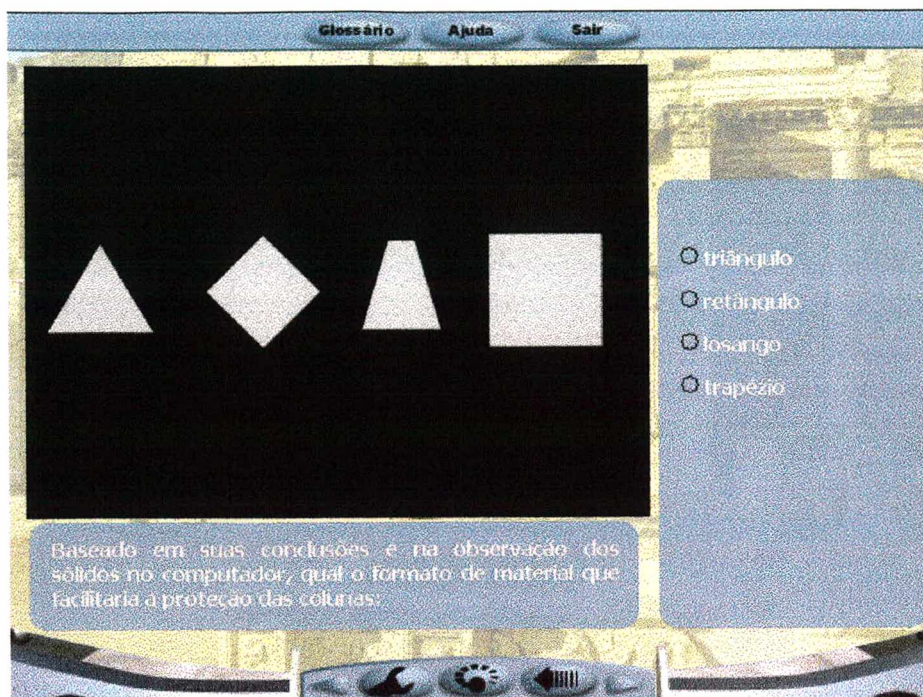 Glossário Ajuda Sair
triângulo
retângulo
losango
trapézio
Baseado em suas conclusões e na observação dos
sólidos no computador, qual o formato de material que
facilitaria a proteção das colunas: